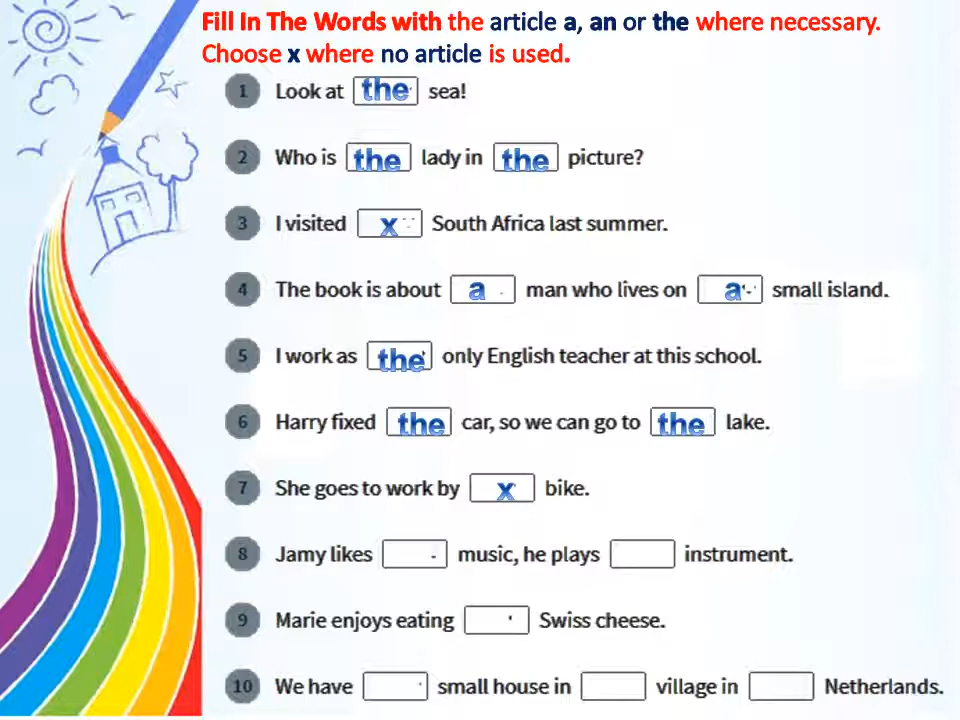 Fill In The Words with the article a, an or the where necessary.
Choose x where no article is used.
1 Look at the sea!
2 Who is the lady in the picture?
3 I visited x South Africa last summer.
4 The book is about a man who lives on a small island.
5 I work as the only English teacher at this school.
6 Harry fixed the car, so we can go to the lake.
7 She goes to work by x bike.
8 Jamy likes music, he plays instrument.
9 Marie enjoys eating Swiss cheese.
10 We have small house in village in Netherlands.